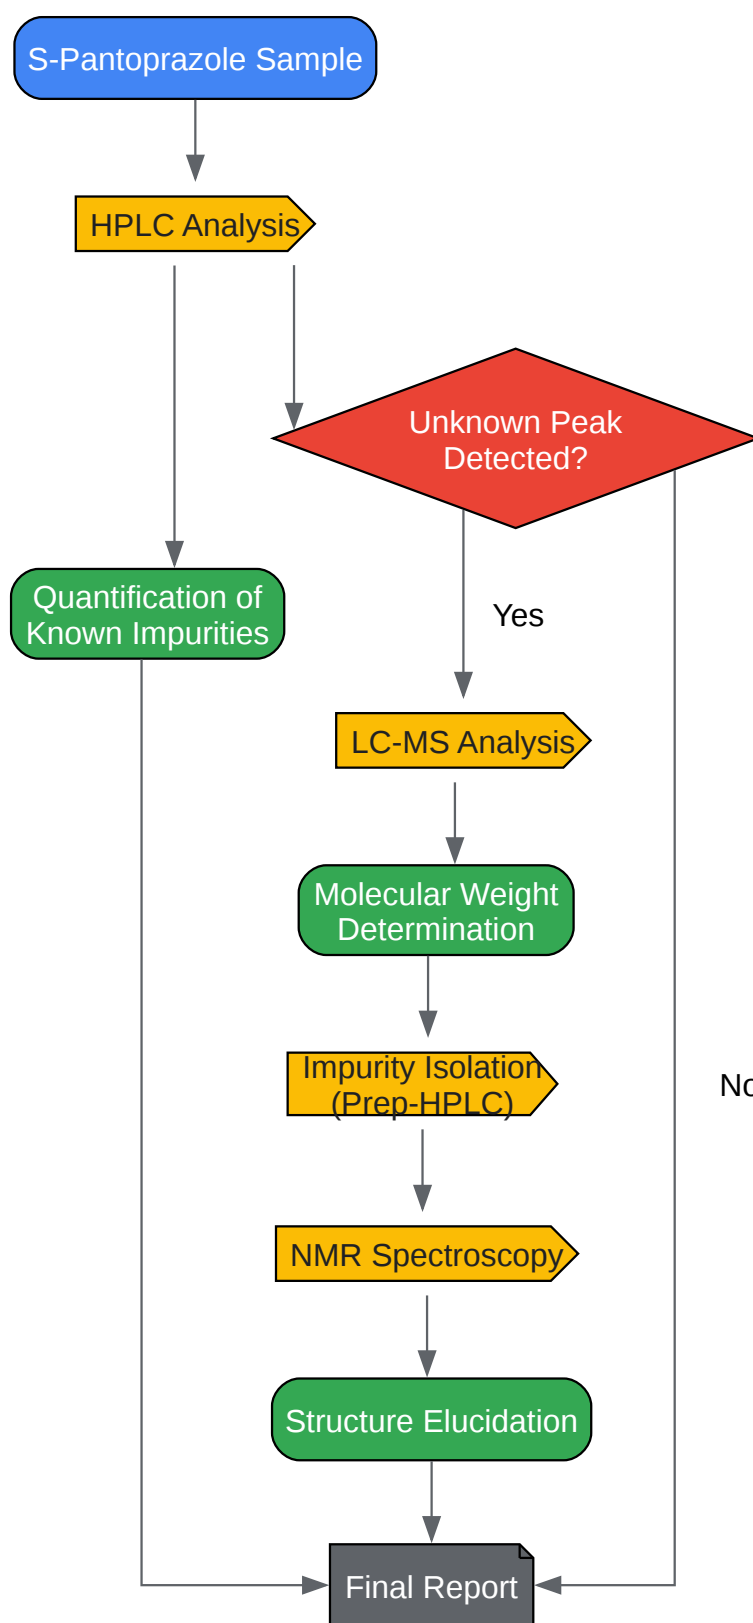 S-Pantoprazole Sample
HPLC Analysis
Unknown Peak
Detected?
Quantification of
Known Impurities
Yes
LC-MS Analysis
Molecular Weight
Determination
Impurity Isolation
(Prep-HPLC)
No
NMR Spectroscopy
Structure Elucidation
Final Report